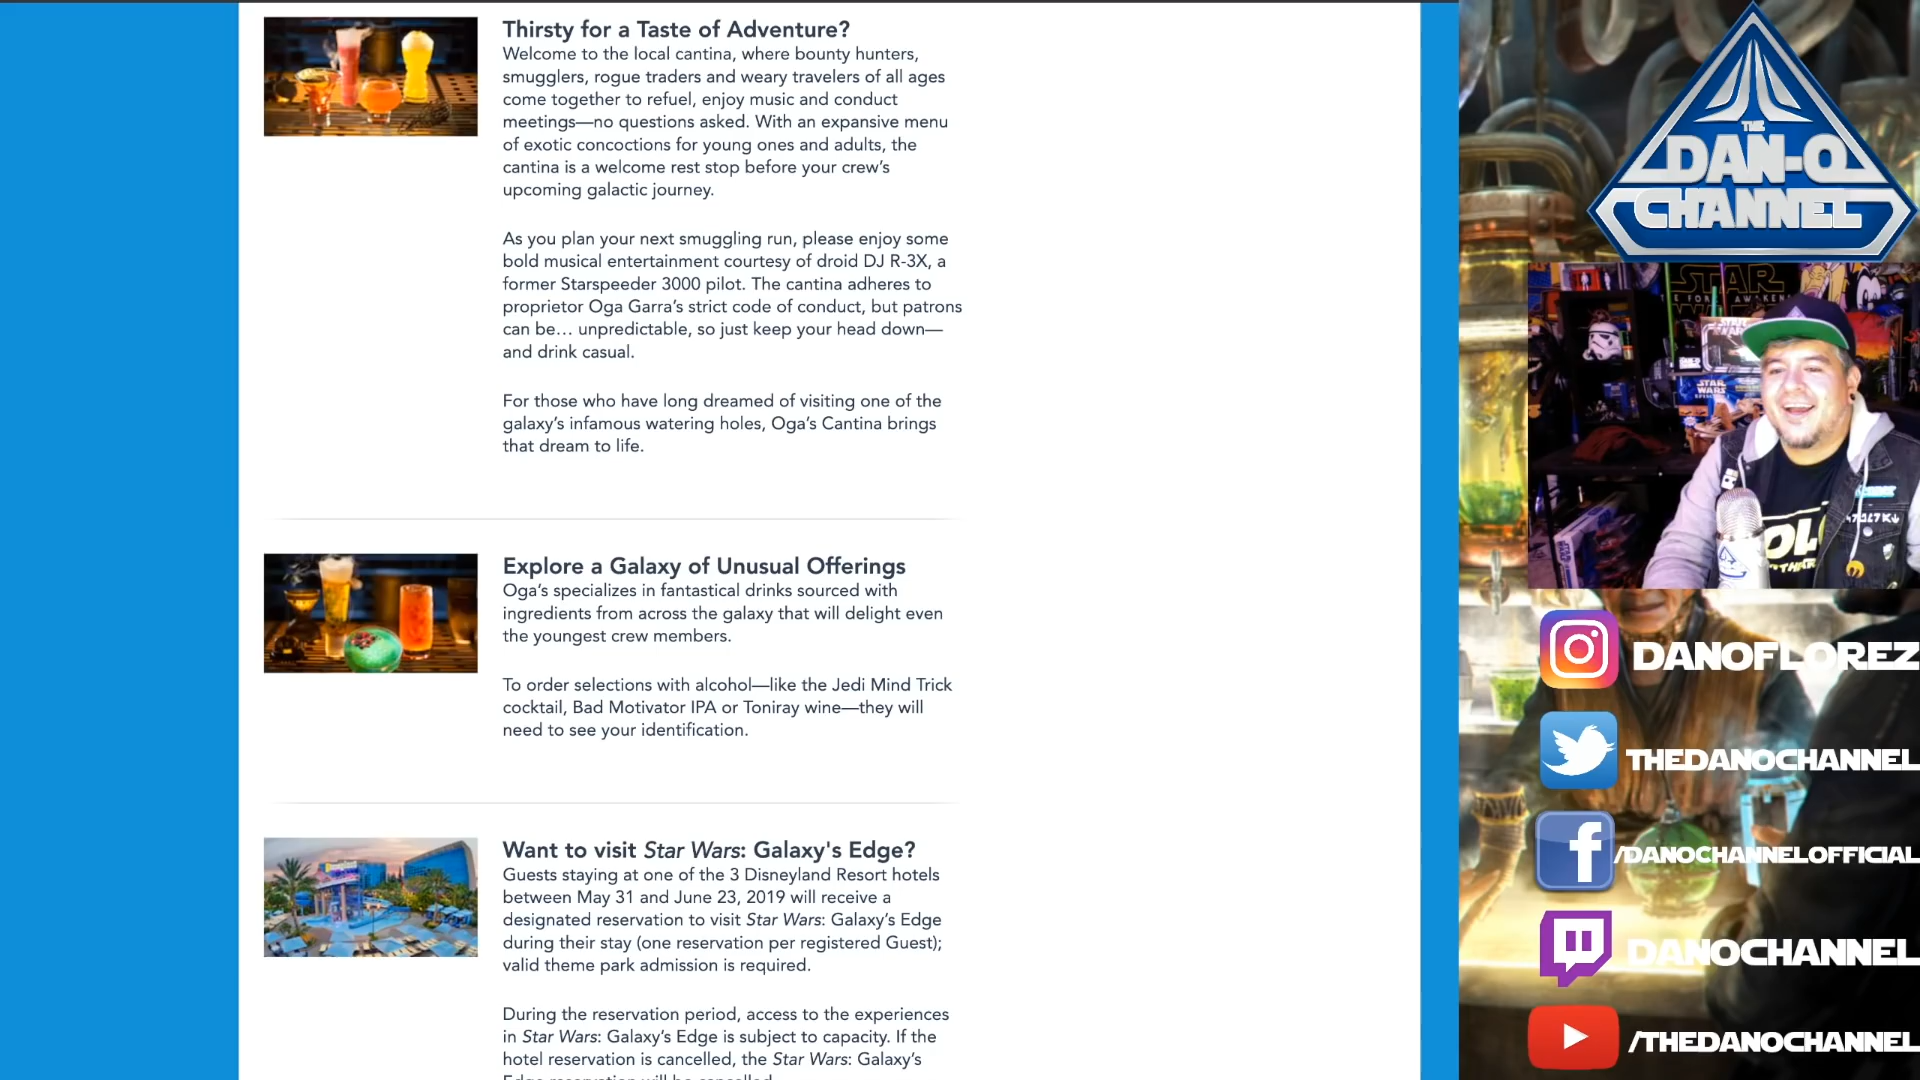 Thirsty for a Taste of Adventure?
Welcome to the local cantina, where bounty hunters,
smugglers, rogue traders and weary travelers of all ages
come together to refuel, enjoy music and conduct
meetings—no questions asked. With an expansive menu
of exotic concoctions for young ones and adults, the
cantina is a welcome rest stop before your crew's
upcoming galactic journey.
As you plan your next smuggling run, please enjoy some
bold musical entertainment courtesy of droid DJ R-3X, a
former Starspeeder 3000 pilot. The cantina adheres to
proprietor Oga Garra's strict code of conduct, but patrons
can be… unpredictable, so just keep your head down—
and drink casual.
For those who have long dreamed of visiting one of the
galaxy's infamous watering holes, Oga's Cantina brings
that dream to life.
Explore a Galaxy of Unusual Offerings
Oga's specializes in fantastical drinks sourced with
ingredients from across the galaxy that will delight even
the youngest crew members.
To order selections with alcohol—like the Jedi Mind Trick
cocktail, Bad Motivator IPA or Toniray wine—they will
need to see your identification.
Want to visit Star Wars: Galaxy's Edge?
Guests staying at one of the 3 Disneyland Resort hotels
between May 31 and June 23, 2019 will receive a
designated reservation to visit Star Wars: Galaxy's Edge
during their stay (one reservation per registered Guest);
valid theme park admission is required.
During the reservation period, access to the experiences
in Star Wars: Galaxy's Edge is subject to capacity. If the
hotel reservation is cancelled, the Star Wars: Galaxy's
Edge reservation will be cancelled
THE
DAN-O
CHANNEL
STAR
THE FORCE AWAKENS
STAR
WARS
DANOFLOREZ
THEDANOCHANNEL
/DANOCHANNELOFFICIAL
DANOCHANNEL
/THEDANOCHANNEL